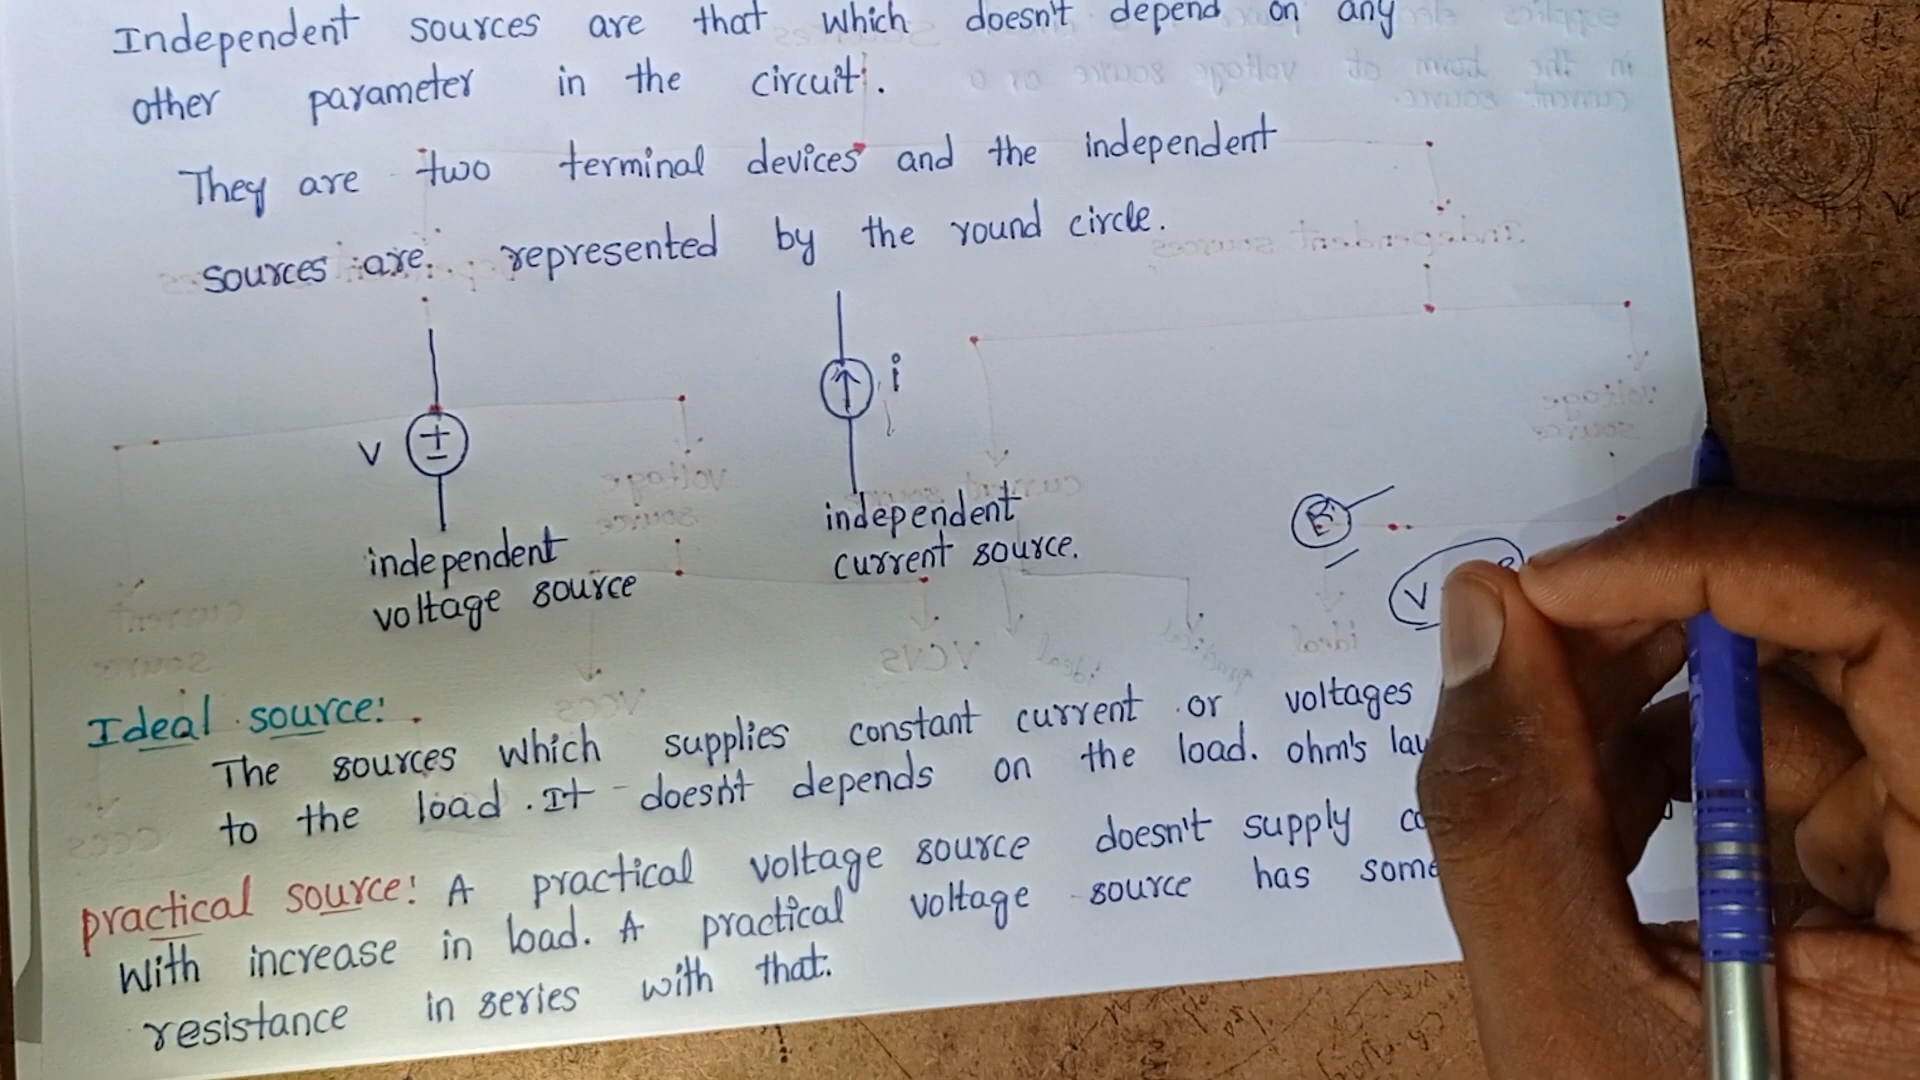 Independent sources are that which doesn't depend on any
other parameter in the circuit.
They are two terminal devices and the independent
sources are represented by the round circle.
V + -
i
independent
voltage source
independent
current source.
R
V
Ideal source:
The sources which supplies constant current or voltages
to the load. It doesn't depends on the load. ohm's
practical source: A practical voltage source doesn't supply
With increase in load. A practical voltage source has some
resistance in series with that.